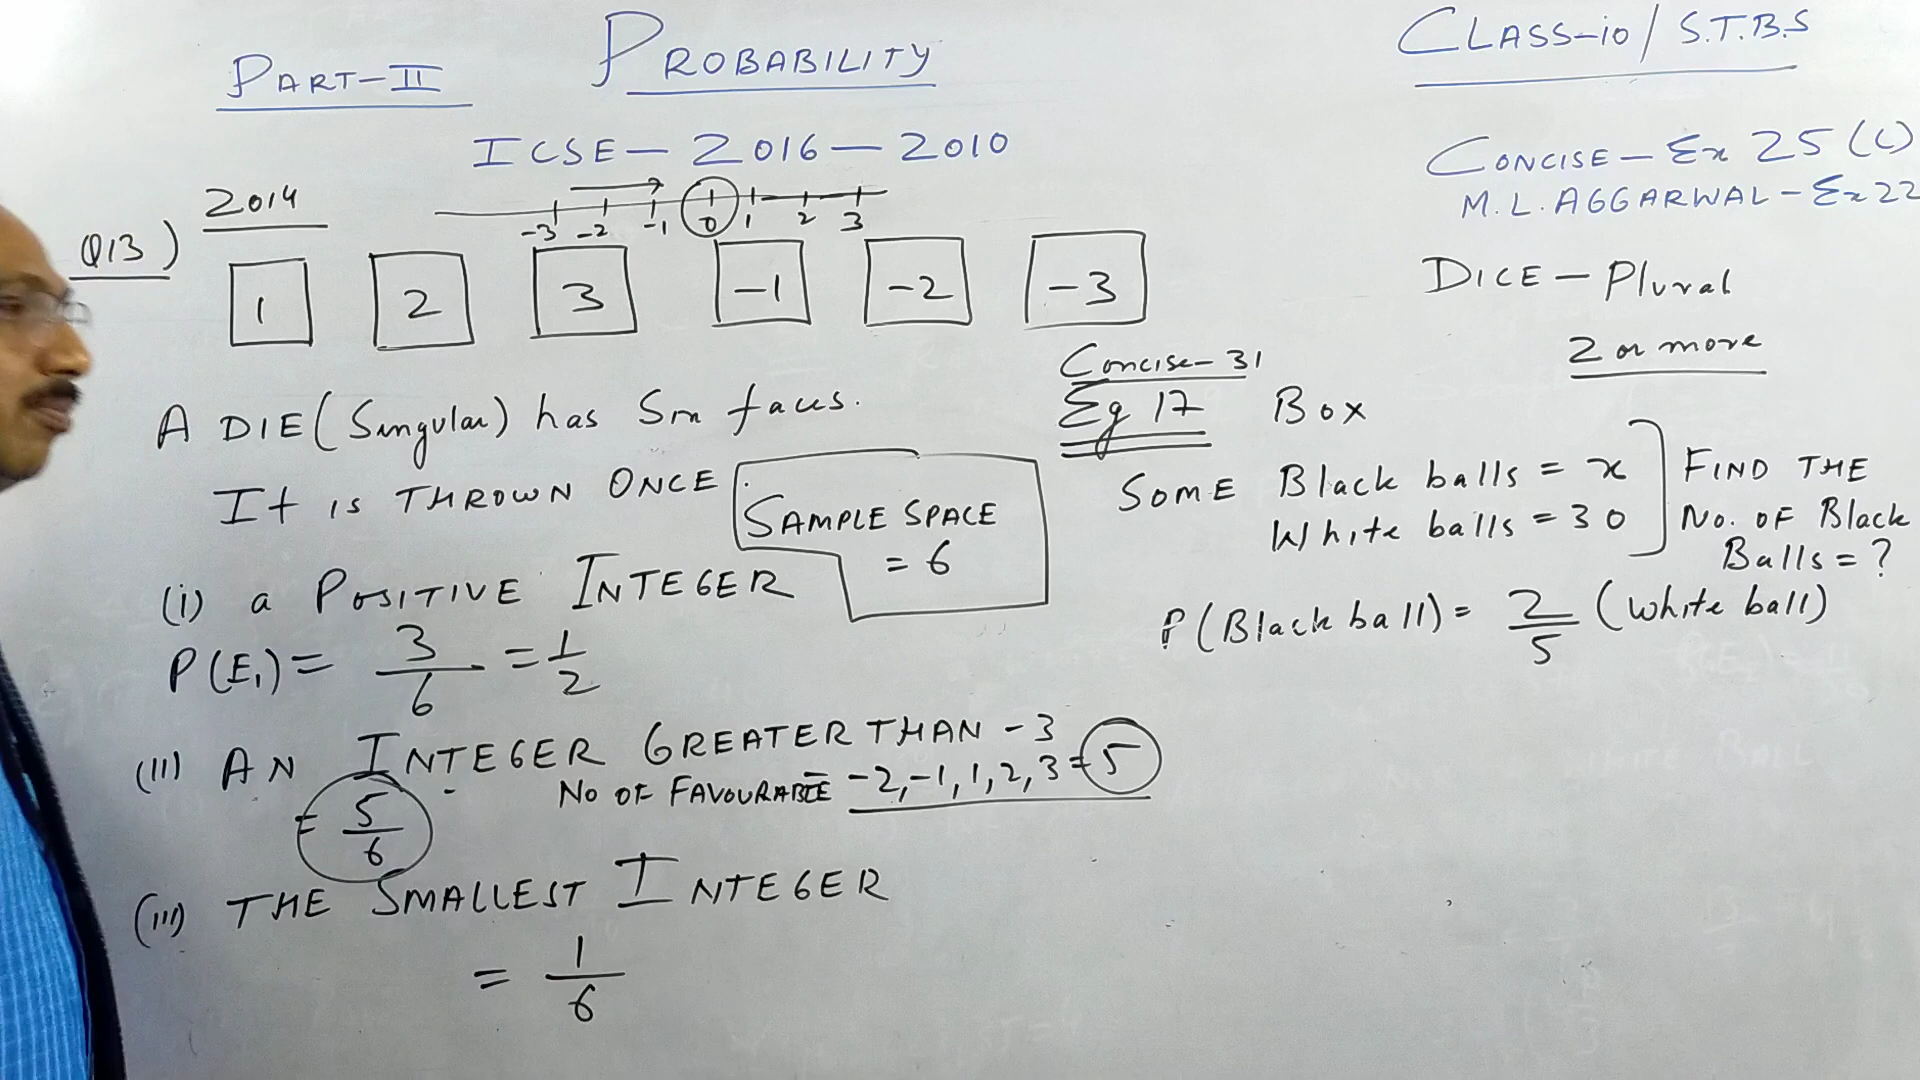 PART-II
PROBABILITY
CLASS-10/S.T.B.S
ICSE-2016-2010
CONCISE-Ex 25(C)
M.L.AGGARWAL-Ex 22
2014
-3 -2 -1 0 1 2 3
Q13)
1 2 3 -1 -2 -3
DICE-Plural
2 or more
A DIE(Singular) has Six faces.
It is THROWN ONCE.
SAMPLE SPACE
= 6
(i) a POSITIVE INTEGER
P(E₁)= 3/6 = 1/2
(ii) AN INTEGER GREATER THAN -3
NO OF FAVOURABLE = -2,-1,1,2,3 = 5
= 5/6
(iii) THE SMALLEST INTEGER
= 1/6
Concise-31
Eg 17 Box
SOME Black balls = x
White balls = 30
FIND THE
No. OF Black
Balls = ?
P(Black ball) = 2/5 (White ball)